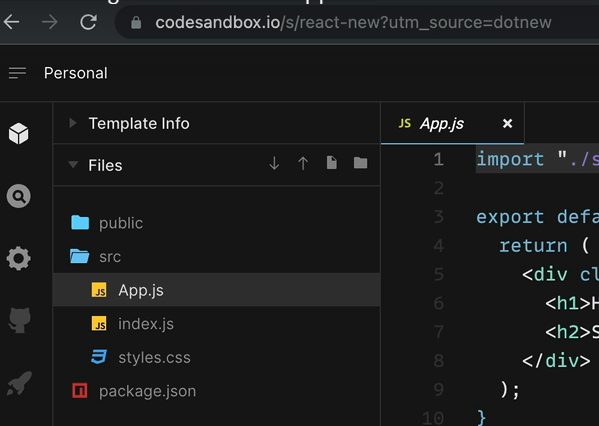 codesandbox.io/s/react-new?utm_source=dotnew
Personal
Template Info
Files
public
src
JS App.js
JS index.js
styles.css
package.json
JS App.js ×
1 import "./s
2
3 export defa
4 return (
5 <div cl
6 <h1>H
7 <h2>S
8 </div>
9 );
10 }